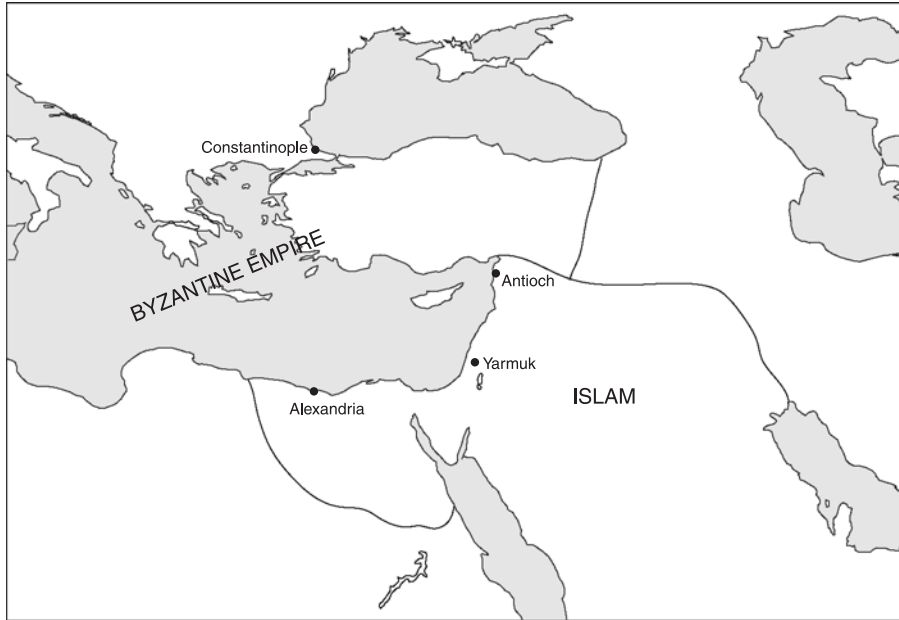 Constantinople
BYZANTINE EMPIRE
Antioch
Yarmuk
ISLAM
Alexandria